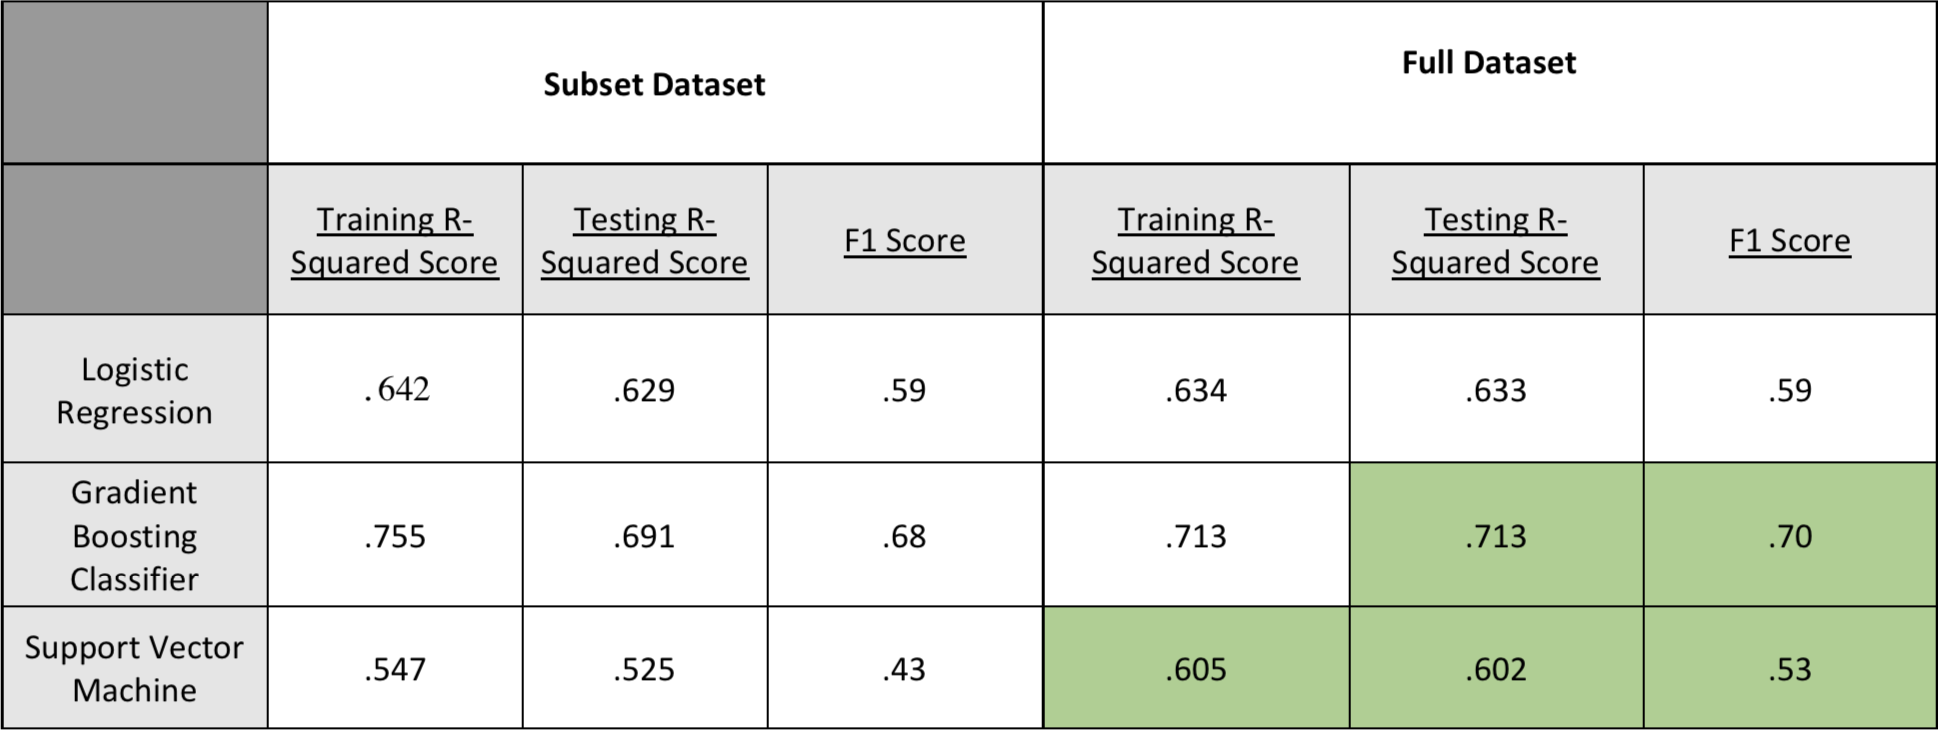 Subset Dataset
Full Dataset
Training R-
Squared Score
Testing R-
Squared Score
F1 Score
Training R-
Squared Score
Testing R-
Squared Score
F1 Score
Logistic
Regression
.642
.629
.59
.634
.633
.59
Gradient
Boosting
Classifier
.755
.691
.68
.713
.713
.70
Support Vector
Machine
.547
.525
.43
.605
.602
.53